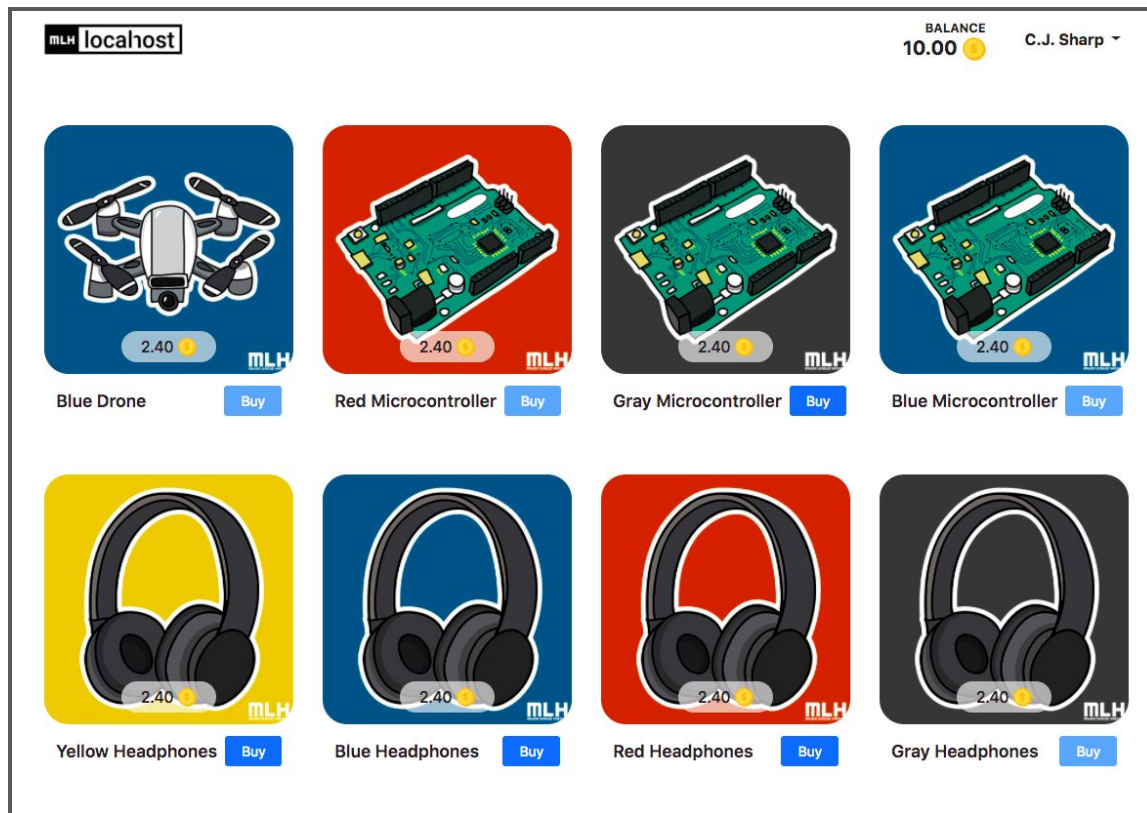 MLH localhost
BALANCE
10.00
C.J. Sharp
2.40
MLH
2.40
2.40
MLH
2.40
MLH
Blue Drone
Buy
Red Microcontroller
Buy
Gray Microcontroller
Buy
Blue Microcontroller
Buy
2.40
MLH
2.40
MLH
2.40
MLH
2.40
MLH
Yellow Headphones
Buy
Blue Headphones
Buy
Red Headphones
Buy
Gray Headphones
Buy